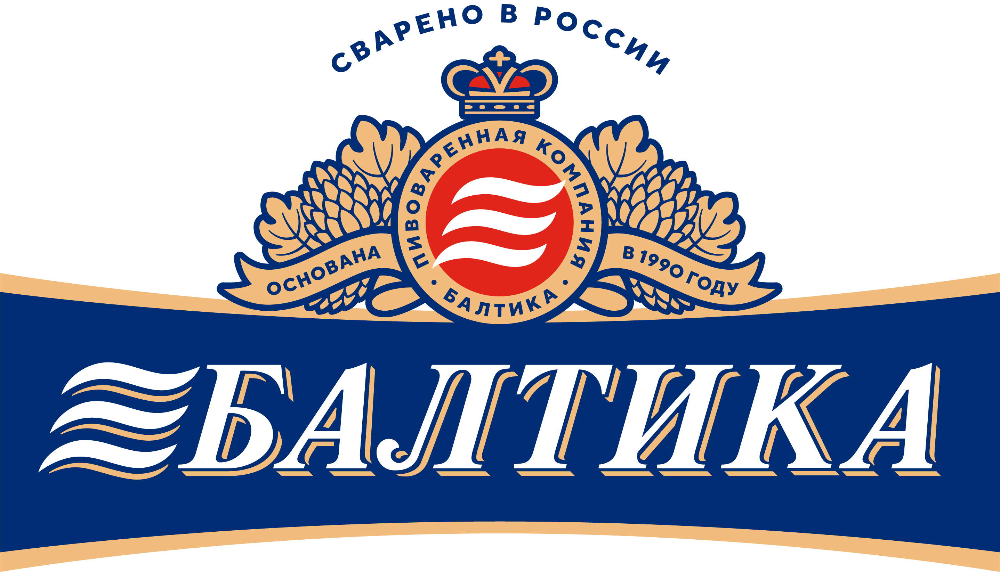 СВАРЕНО В РОССИИ
ПИВОВАРЕННАЯ КОМПАНИЯ
• БАЛТИКА •
ОСНОВАНА
В 1990 ГОДУ
БАЛТИКА